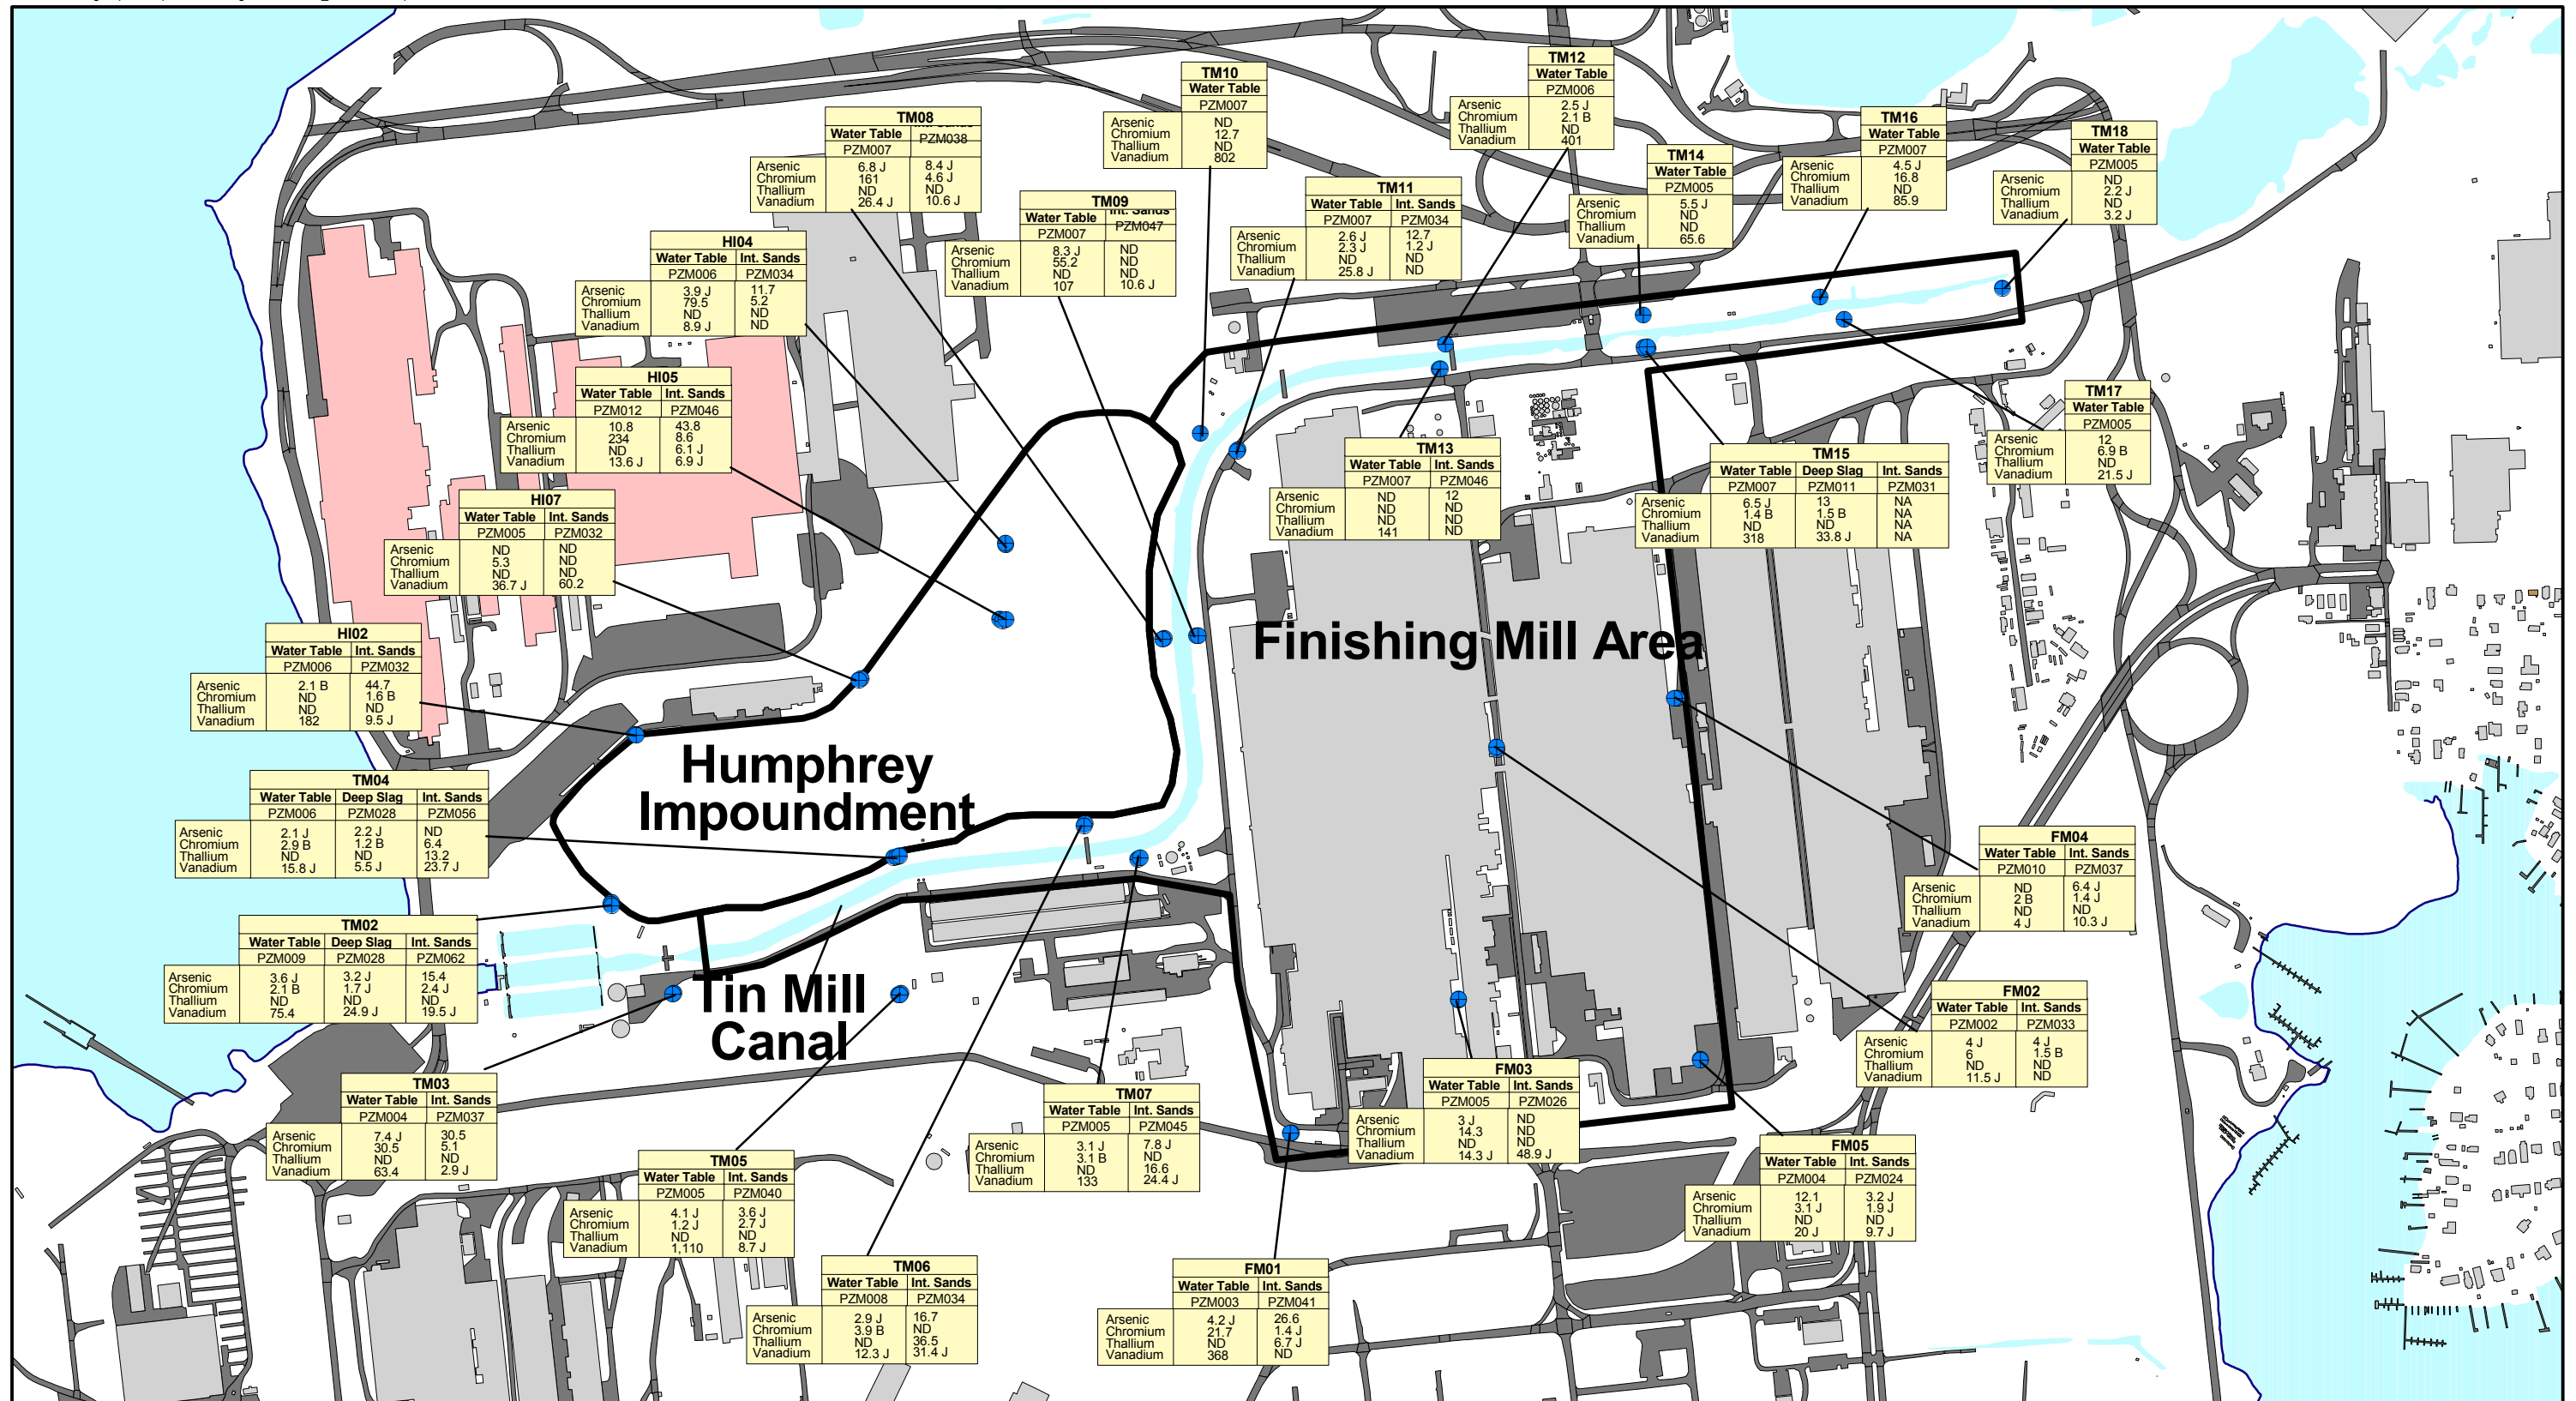 TM12
Water Table
PZM006
Arsenic 2.5 J
Chromium 2.1 B
Thallium ND
Vanadium 401
TM10
Water Table
PZM007
Arsenic ND
Chromium 12.7
Thallium ND
Vanadium 802
TM08
Water Table
PZM007 PZM038
Arsenic 6.8 J 8.4 J
Chromium 161 4.6 J
Thallium ND ND
Vanadium 26.4 J 10.6 J
TM16
Water Table
PZM007
Arsenic 4.5 J
Chromium 16.8
Thallium ND
Vanadium 85.9
TM18
Water Table
PZM005
Arsenic ND
Chromium 2.2 J
Thallium ND
Vanadium 3.2 J
TM14
Water Table
PZM005
Arsenic 5.5 J
Chromium ND
Thallium ND
Vanadium 65.6
TM11
Water Table Int. Sands
PZM007 PZM034
Arsenic 2.6 J 12.7
Chromium 2.3 J 1.2 J
Thallium ND ND
Vanadium 25.8 J ND
TM09
Water Table Int. Sands
PZM007 PZM047
Arsenic 8.3 J ND
Chromium 55.2 ND
Thallium ND ND
Vanadium 107 10.6 J
HI04
Water Table Int. Sands
PZM006 PZM034
Arsenic 3.9 J 11.7
Chromium 79.5 5.2
Thallium ND ND
Vanadium 8.9 J ND
HI05
Water Table Int. Sands
PZM012 PZM046
Arsenic 10.8 43.8
Chromium 234 8.6
Thallium ND 6.1 J
Vanadium 13.6 J 6.9 J
TM17
Water Table
PZM005
Arsenic 12
Chromium 6.9 B
Thallium ND
Vanadium 21.5 J
TM13
Water Table Int. Sands
PZM007 PZM046
Arsenic ND 12
Chromium ND ND
Thallium ND ND
Vanadium 141 ND
TM15
Water Table Deep Slag Int. Sands
PZM007 PZM011 PZM031
Arsenic 6.5 J 13 NA
Chromium 1.4 B 1.5 B NA
Thallium ND ND NA
Vanadium 318 33.8 J NA
HI07
Water Table Int. Sands
PZM005 PZM032
Arsenic ND ND
Chromium 5.3 ND
Thallium ND ND
Vanadium 36.7 J 60.2
HI02
Water Table Int. Sands
PZM006 PZM032
Arsenic 2.1 B 44.7
Chromium ND 1.6 B
Thallium ND ND
Vanadium 182 9.5 J
Finishing Mill Area
Humphrey
Impoundment
TM04
Water Table Deep Slag Int. Sands
PZM006 PZM028 PZM056
Arsenic 2.1 J 2.2 J ND
Chromium 2.9 B 1.2 B 6.4
Thallium ND ND 13.2
Vanadium 15.8 J 5.5 J 23.7 J
FM04
Water Table Int. Sands
PZM010 PZM037
Arsenic ND 6.4 J
Chromium 2 B 1.4 J
Thallium ND ND
Vanadium 4 J 10.3 J
TM02
Water Table Deep Slag Int. Sands
PZM009 PZM028 PZM062
Arsenic 3.6 J 3.2 J 15.4
Chromium 2.1 B 1.7 J 2.4 J
Thallium ND ND ND
Vanadium 75.4 24.9 J 19.5 J
Tin Mill
Canal
FM02
Water Table Int. Sands
PZM002 PZM033
Arsenic 4 J 4 J
Chromium 6 1.5 B
Thallium ND ND
Vanadium 11.5 J ND
FM03
Water Table Int. Sands
PZM005 PZM026
Arsenic 3 J ND
Chromium 14.3 ND
Thallium ND ND
Vanadium 14.3 J 48.9 J
TM03
Water Table Int. Sands
PZM004 PZM037
Arsenic 7.4 J 30.5
Chromium 30.5 5.1
Thallium ND ND
Vanadium 63.4 2.9 J
TM07
Water Table Int. Sands
PZM005 PZM045
Arsenic 3.1 J 7.8 J
Chromium 3.1 B ND
Thallium ND 16.6
Vanadium 133 24.4 J
FM05
Water Table Int. Sands
PZM004 PZM024
Arsenic 12.1 3.2 J
Chromium 3.1 J 1.9 J
Thallium ND ND
Vanadium 20 J 9.7 J
TM05
Water Table Int. Sands
PZM005 PZM040
Arsenic 4.1 J 3.6 J
Chromium 1.2 J 2.7 J
Thallium ND ND
Vanadium 1,110 8.7 J
TM06
Water Table Int. Sands
PZM008 PZM034
Arsenic 2.9 J 16.7
Chromium 3.9 B ND
Thallium ND 36.5
Vanadium 12.3 J 31.4 J
FM01
Water Table Int. Sands
PZM003 PZM041
Arsenic 4.2 J 26.6
Chromium 21.7 1.4 J
Thallium ND 6.7 J
Vanadium 368 ND